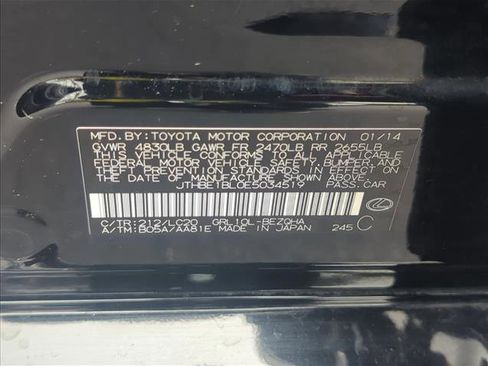 MFD.BY:TOYOTA MOTOR CORPORATION 01/14
GVWR 4830LB GAWR FR 2470LB RR 2655LB
THIS VEHICLE CONFORMS TO ALL APPLICABLE
FEDERAL MOTOR VEHICLE SAFETY,BUMPER, AND
THEFT PREVENTION STANDARDS IN EFFECT ON THE
DATE OF MANUFACTURE SHOWN ABOVE.
JTHBE1BL0E5034519 PASS.CAR
C/TR:212/LC20 GRL10L-BEZQHA
A/TM:B05A/AA81E MADE IN JAPAN 245 C